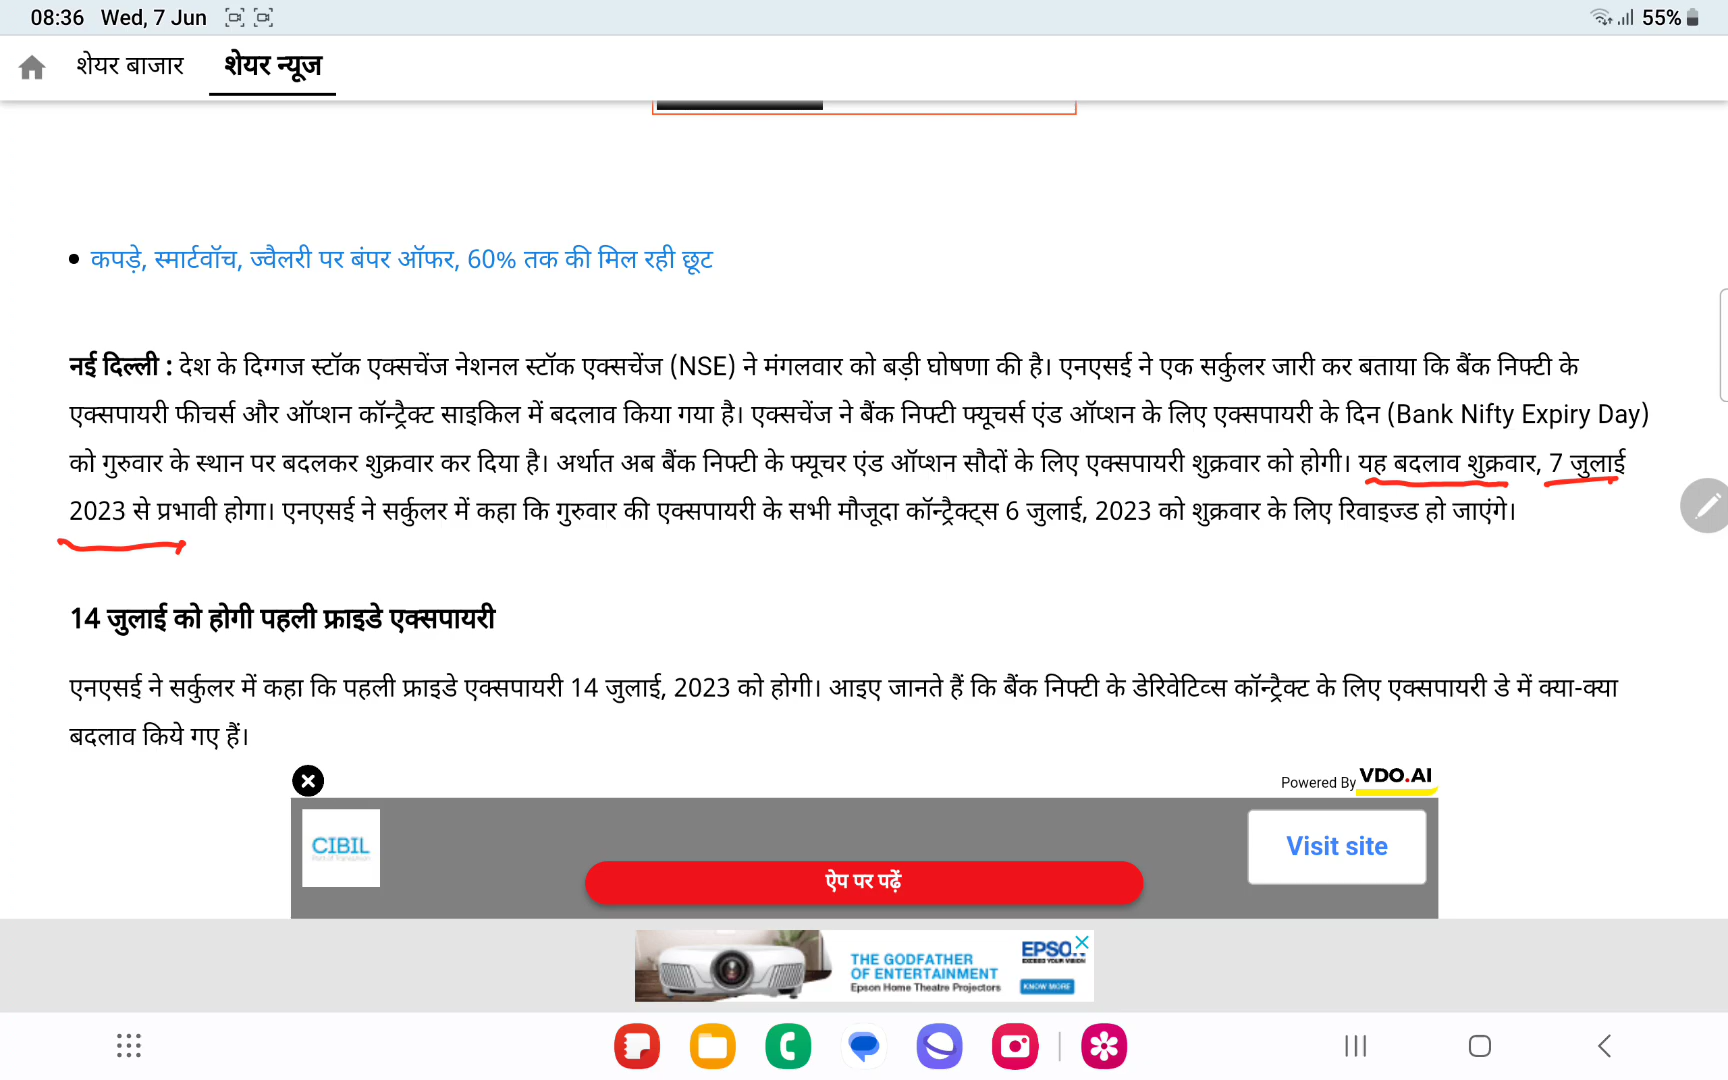 08:36 Wed, 7 Jun
55%
शेयर बाजार शेयर न्यूज
कपड़े, स्मार्टवॉच, ज्वैलरी पर बंपर ऑफर, 60% तक की मिल रही छूट
नई दिल्ली : देश के दिग्गज स्टॉक एक्सचेंज नेशनल स्टॉक एक्सचेंज (NSE) ने मंगलवार को बड़ी घोषणा की है। एनएसई ने एक सर्कुलर जारी कर बताया कि बैंक निफ्टी के
एक्सपायरी फीचर्स और ऑप्शन कॉन्ट्रैक्ट साइकिल में बदलाव किया गया है। एक्सचेंज ने बैंक निफ्टी फ्यूचर्स एंड ऑप्शन के लिए एक्सपायरी के दिन (Bank Nifty Expiry Day)
को गुरुवार के स्थान पर बदलकर शुक्रवार कर दिया है। अर्थात अब बैंक निफ्टी के फ्यूचर एंड ऑप्शन सौदों के लिए एक्सपायरी शुक्रवार को होगी। यह बदलाव शुक्रवार, 7 जुलाई
2023 से प्रभावी होगा। एनएसई ने सर्कुलर में कहा कि गुरुवार की एक्सपायरी के सभी मौजूदा कॉन्ट्रैक्ट्स 6 जुलाई, 2023 को शुक्रवार के लिए रिवाइज्ड हो जाएंगे।
14 जुलाई को होगी पहली फ्राइडे एक्सपायरी
एनएसई ने सर्कुलर में कहा कि पहली फ्राइडे एक्सपायरी 14 जुलाई, 2023 को होगी। आइए जानते हैं कि बैंक निफ्टी के डेरिवेटिव्स कॉन्ट्रैक्ट के लिए एक्सपायरी डे में क्या-क्या
बदलाव किये गए हैं।
Powered By VDO.AI
CIBIL
Visit site
ऐप पर पढ़ें
THE GODFATHER
OF ENTERTAINMENT
Epson Home Theatre Projectors
EXCEED YOUR VISION
KNOW MORE